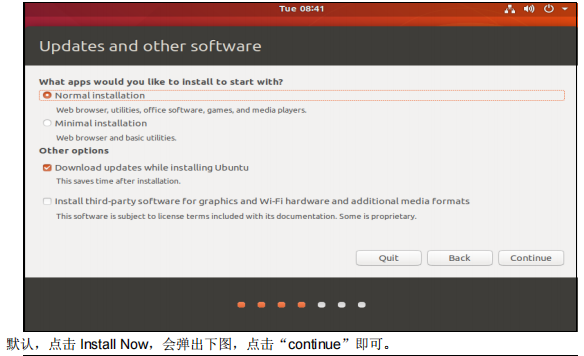 Tue 08:41
Updates and other software
What apps would you like to install to start with?
Normal installation
Web browser, utilities, office software, games, and media players.
Minimal installation
Web browser and basic utilities.
Other options
Download updates while installing Ubuntu
This saves time after installation.
Install third-party software for graphics and Wi-Fi hardware and additional media formats
This software is subject to license terms included with its documentation. Some is proprietary.
Quit Back Continue
默认，点击 Install Now，会弹出下图，点击“continue”即可。